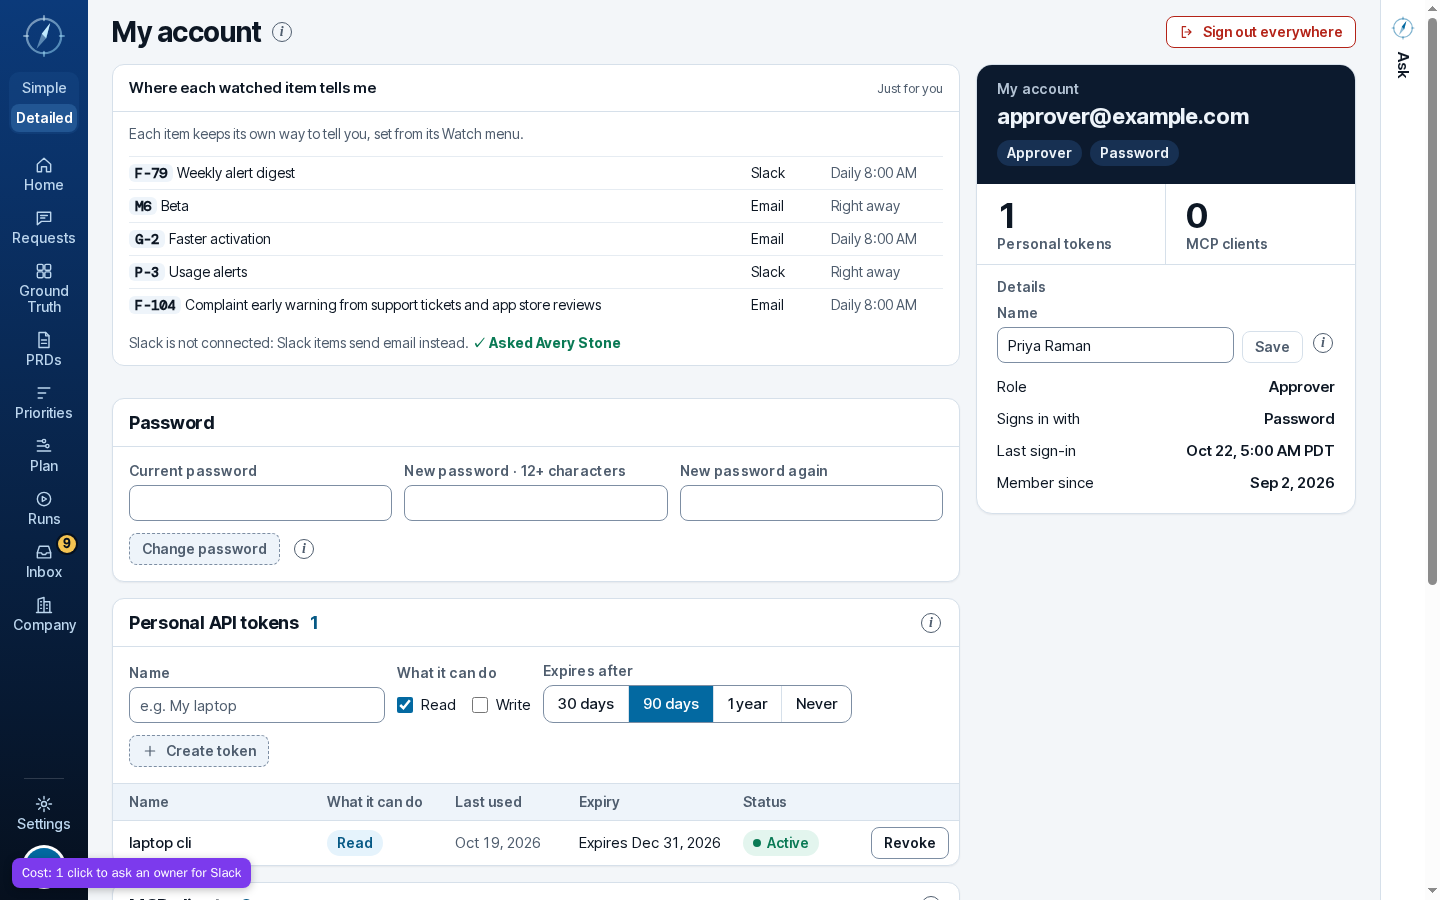 Simple
Detailed
Home
Requests
Ground
Truth
PRDs
Priorities
Plan
Runs
9
Inbox
Company
Settings
Cost: 1 click to ask an owner for Slack
My account i
Sign out everywhere
Where each watched item tells me Just for you
Each item keeps its own way to tell you, set from its Watch menu.
F-79 Weekly alert digest Slack Daily 8:00 AM
M6 Beta Email Right away
G-2 Faster activation Email Daily 8:00 AM
P-3 Usage alerts Slack Right away
F-104 Complaint early warning from support tickets and app store reviews Email Daily 8:00 AM
Slack is not connected: Slack items send email instead. ✓ Asked Avery Stone
Password
Current password New password · 12+ characters New password again
Change password i
Personal API tokens 1 i
Name What it can do Expires after
e.g. My laptop Read Write 30 days 90 days 1 year Never
+ Create token
Name What it can do Last used Expiry Status
laptop cli Read Oct 19, 2026 Expires Dec 31, 2026 Active Revoke
My account
approver@example.com
Approver Password
1 0
Personal tokens MCP clients
Details
Name
Priya Raman Save i
Role Approver
Signs in with Password
Last sign-in Oct 22, 5:00 AM PDT
Member since Sep 2, 2026
Ask